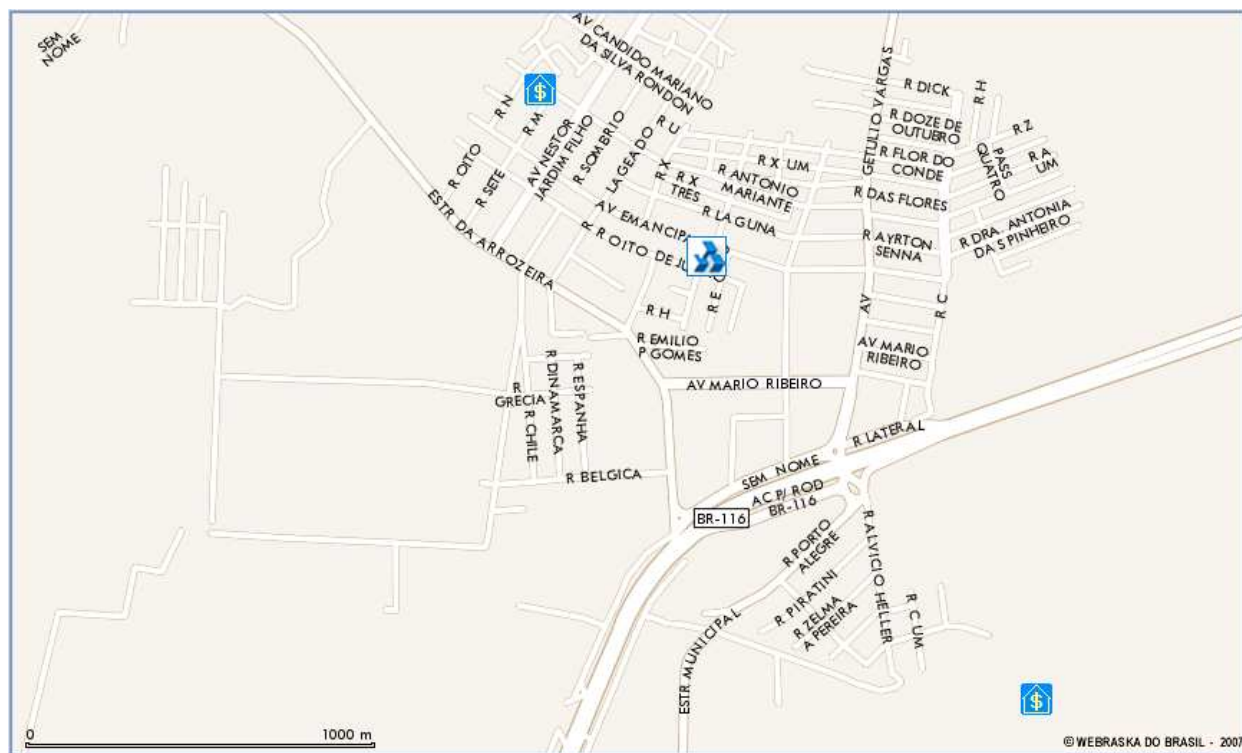 SEM
NOME
AV CANDIDO MARIANO
DA SILVA RONDON
R N
R M
R OITO
R SETE
AV NESTOR
JARDIM FILHO
R SOMBRIO
LAGEADO
R U
R X
R X
TRES
R X UM
R ANTONIO
MARIANTE
R LAGUNA
AV EMANCIPA
R R OITO DE JU
R E
R H
R EMILIO
P GOMES
ESTR DA ARROZEIRA
GETULIO VARGAS
AV
R DICK
R DOZE DE
OUTUBRO
R FLOR DO
CONDE
R DAS FLORES
R AYRTON
SENNA
R H
PASS
QUATRO
R Z
R A
UM
R DRA ANTONIA
DA S PINHEIRO
R C
AV MARIO
RIBEIRO
AV MARIO RIBEIRO
R
GRECIA
R CHILE
R DINAMARCA
R ESPANHA
R BELGICA
R LATERAL
SEM NOME
AC P/ ROD
BR-116
BR-116
R PORTO
ALEGRE
R PIRATINI
R ZELMA
A PEREIRA
R ALVICIO HELLER
R C UM
ESTR MUNICIPAL
0
1000 m
© WEBRASKA DO BRASIL - 2007